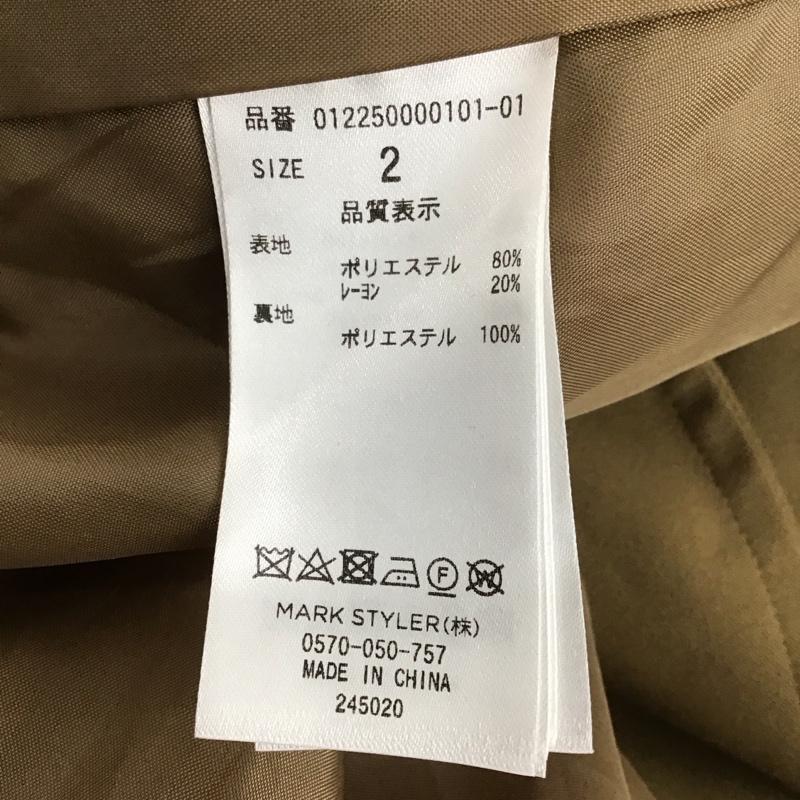 品番 012250000101-01
SIZE 2
品質表示
表地
ポリエステル 80%
レーヨン 20%
裏地
ポリエステル 100%
F W
MARK STYLER(株)
0570-050-757
MADE IN CHINA
245020